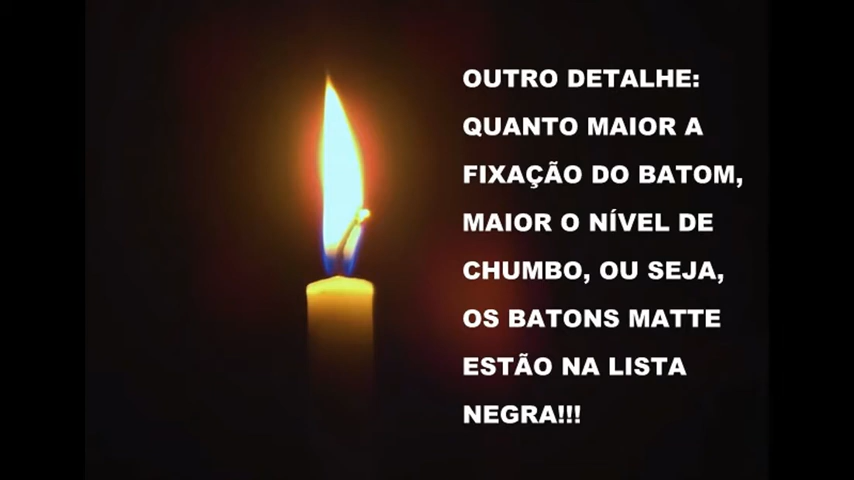 OUTRO DETALHE:
QUANTO MAIOR A
FIXAÇÃO DO BATOM,
MAIOR O NÍVEL DE
CHUMBO, OU SEJA,
OS BATONS MATTE
ESTÃO NA LISTA
NEGRA!!!